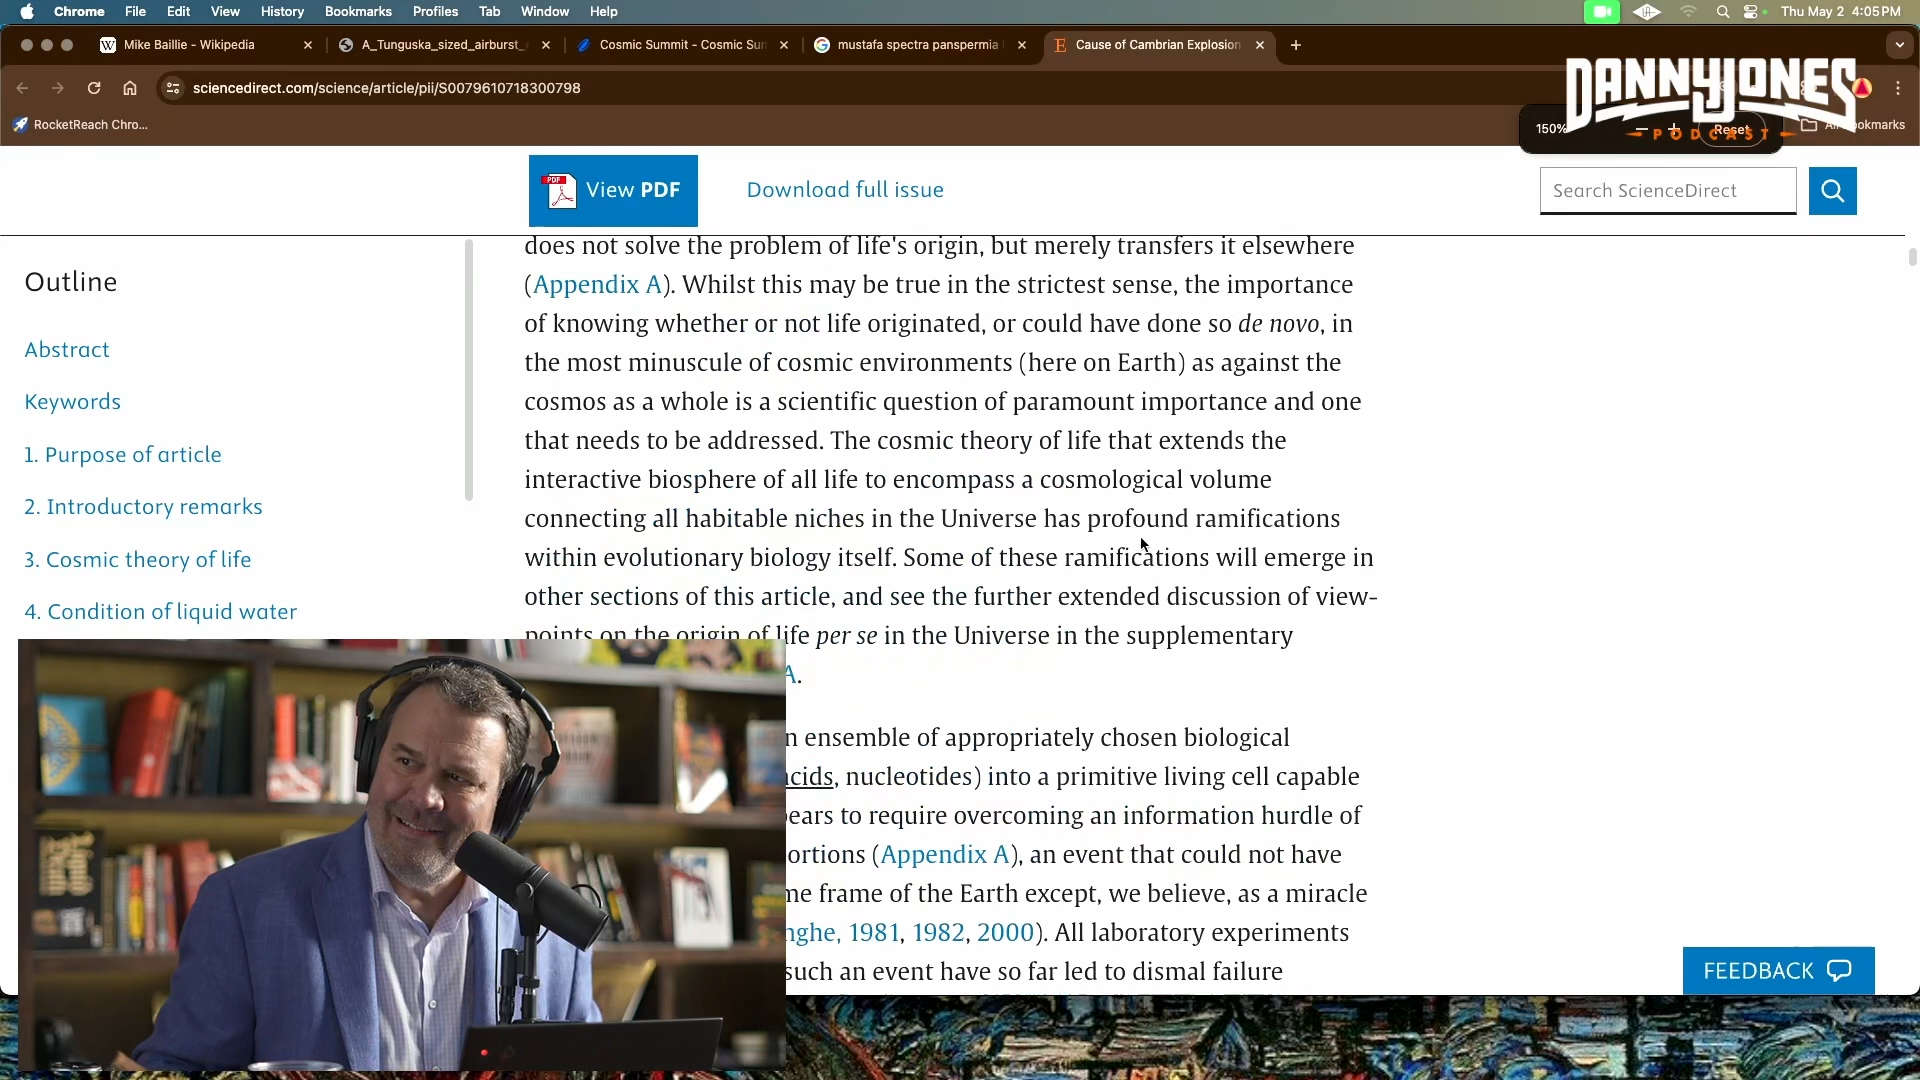 Chrome File Edit View History Bookmarks Profiles Tab Window Help
Thu May 2 4:05 PM
Mike Baillie - Wikipedia
A_Tunguska_sized_airburst_
Cosmic Summit - Cosmic Sun
mustafa spectra panspermia
Cause of Cambrian Explosion
sciencedirect.com/science/article/pii/S0079610718300798
RocketReach Chro...
150%
Reset
DANNY JONES
PODCAST
View PDF
Download full issue
Search ScienceDirect
Outline
Abstract
Keywords
1. Purpose of article
2. Introductory remarks
3. Cosmic theory of life
4. Condition of liquid water
does not solve the problem of life's origin, but merely transfers it elsewhere
(Appendix A). Whilst this may be true in the strictest sense, the importance
of knowing whether or not life originated, or could have done so de novo, in
the most minuscule of cosmic environments (here on Earth) as against the
cosmos as a whole is a scientific question of paramount importance and one
that needs to be addressed. The cosmic theory of life that extends the
interactive biosphere of all life to encompass a cosmological volume
connecting all habitable niches in the Universe has profound ramifications
within evolutionary biology itself. Some of these ramifications will emerge in
other sections of this article, and see the further extended discussion of view-
points on the origin of life per se in the Universe in the supplementary
A.
n ensemble of appropriately chosen biological
cids, nucleotides) into a primitive living cell capable
ears to require overcoming an information hurdle of
ortions (Appendix A), an event that could not have
me frame of the Earth except, we believe, as a miracle
nghe, 1981, 1982, 2000). All laboratory experiments
such an event have so far led to dismal failure
FEEDBACK